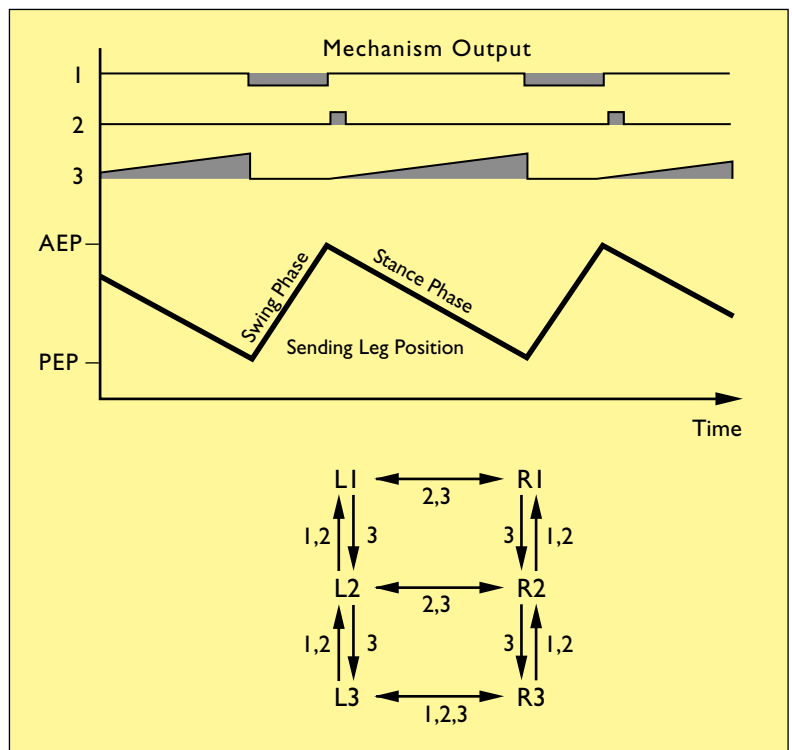 Mechanism Output
1
2
3
AEP
Swing Phase
Stance Phase
Sending Leg Position
PEP
Time
L1 R1
2,3
1,2 3 3 1,2
L2 R2
2,3
1,2 3 3 1,2
L3 R3
1,2,3